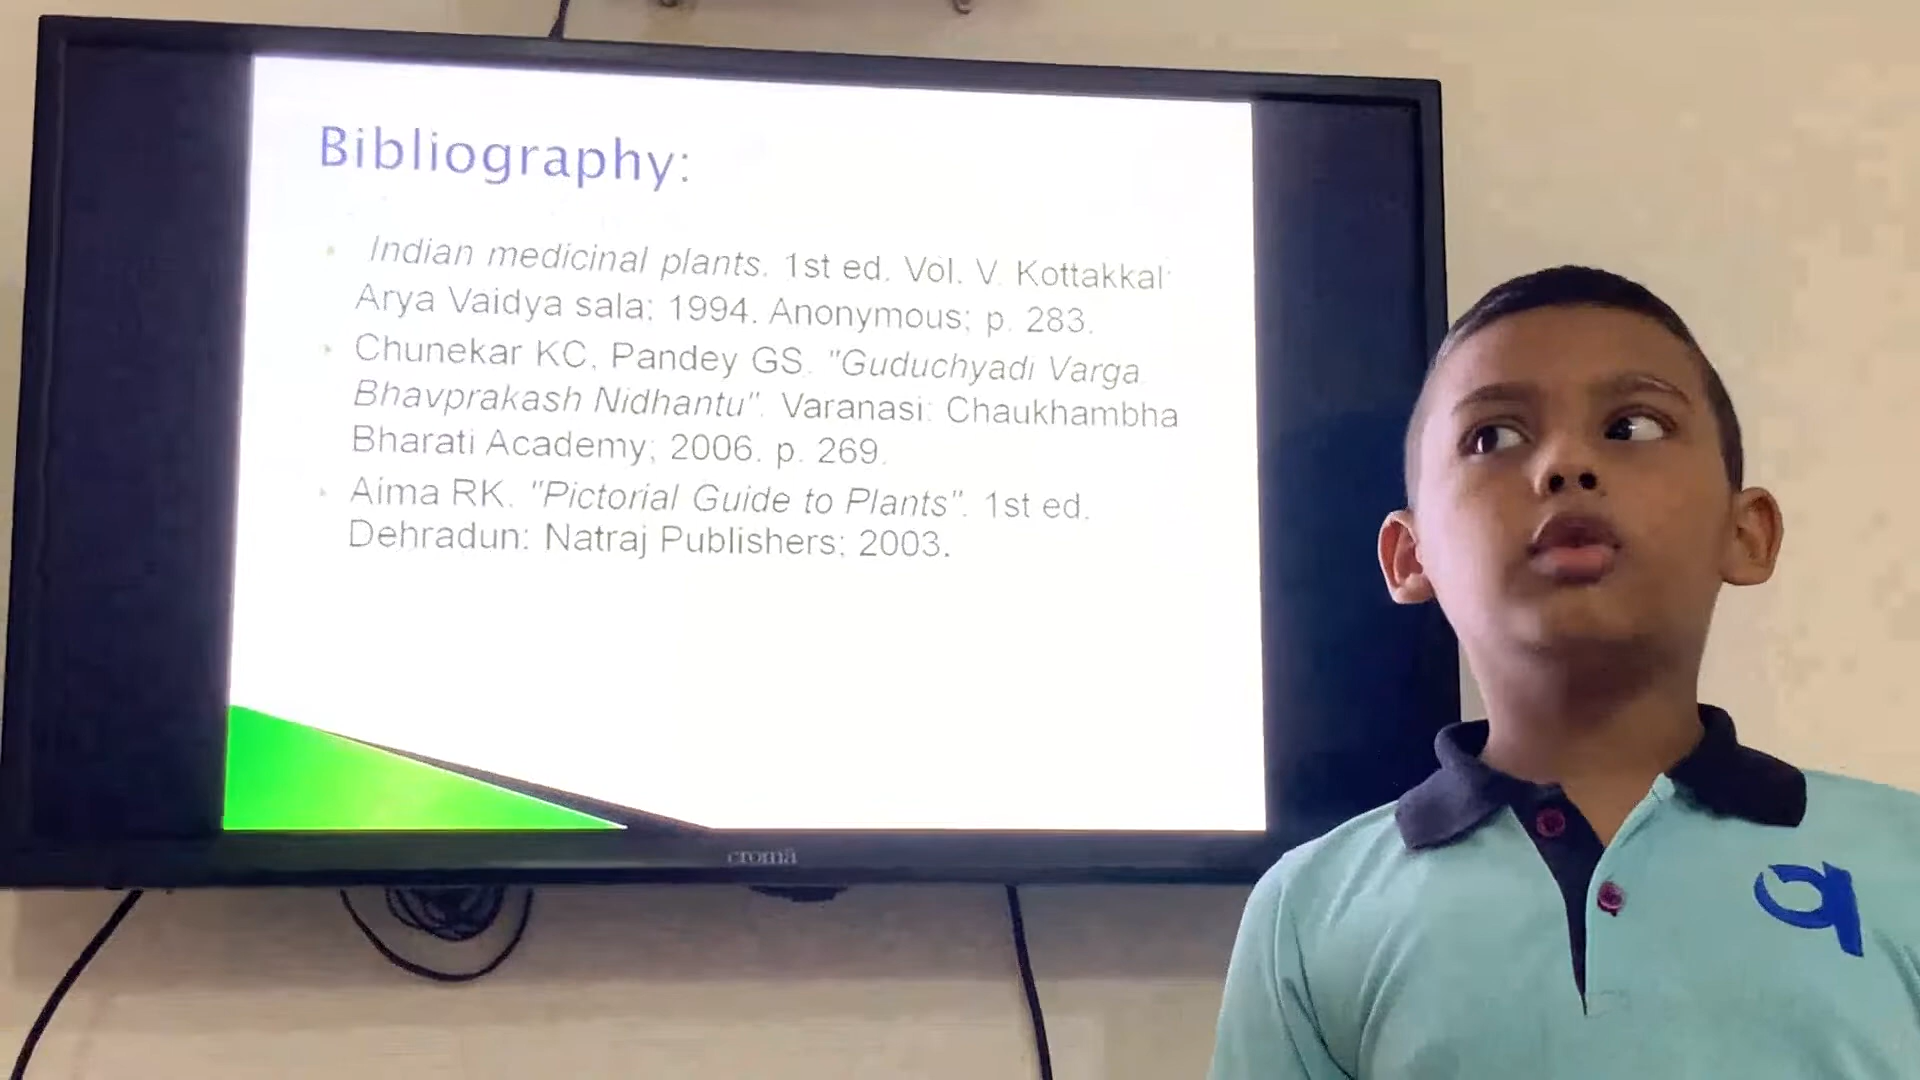 Bibliography:
Indian medicinal plants. 1st ed. Vol. V. Kottakkal:
Arya Vaidya sala; 1994. Anonymous; p. 283.
Chunekar KC, Pandey GS. "Guduchyadi Varga
Bhavprakash Nidhantu". Varanasi: Chaukhambha
Bharati Academy; 2006. p. 269.
Aima RK. "Pictorial Guide to Plants". 1st ed.
Dehradun: Natraj Publishers; 2003.
cromā